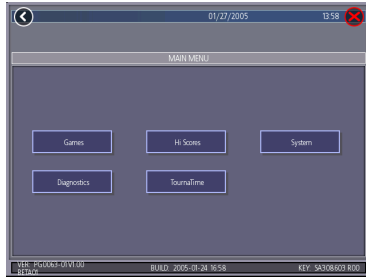 01/27/2005 13:58
MAIN MENU
Games Hi Scores System
Diagnostics TournaTime
VER: PG0063-01V1.00 BUILD: 2005-01-24 16:58 KEY: 5A308603 R00
BETA01